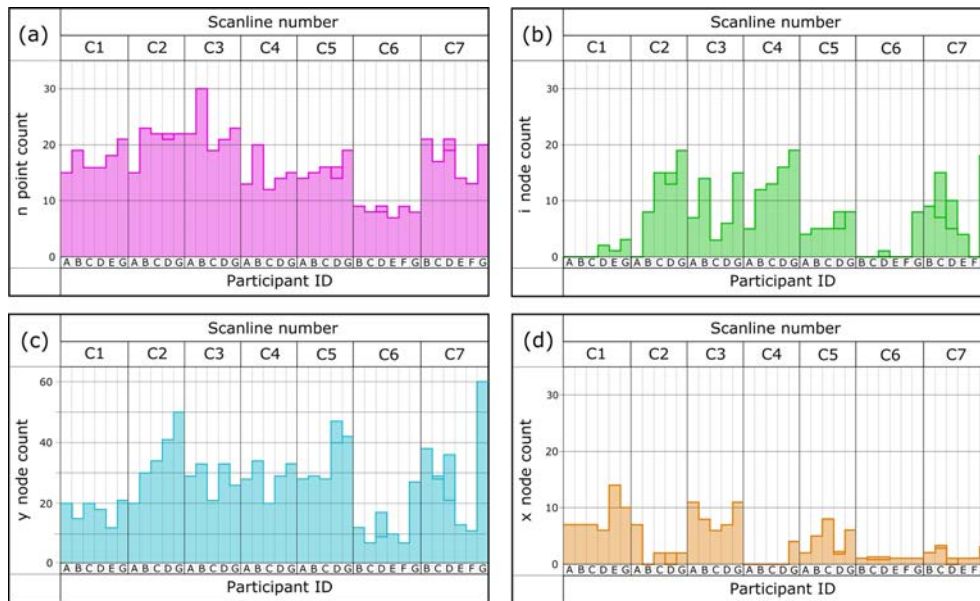 (a)
Scanline number
C1 C2 C3 C4 C5 C6 C7
n point count
30
20
10
0
A B C D E G A B C D G A B C D G A B C D G A B C D G B C D E F G B C D E F G
Participant ID
(b)
Scanline number
C1 C2 C3 C4 C5 C6 C7
i node count
30
20
10
0
A B C D E G A B C D G A B C D G A B C D G A B C D G B C D E F G B C D E F
Participant ID
(c)
Scanline number
C1 C2 C3 C4 C5 C6 C7
y node count
60
40
20
0
A B C D E G A B C D G A B C D G A B C D G A B C D G B C D E F G B C D E F G
Participant ID
(d)
Scanline number
C1 C2 C3 C4 C5 C6 C7
x node count
30
20
10
0
A B C D E G A B C D G A B C D G A B C D G A B C D G B C D E F G B C D E F
Participant ID